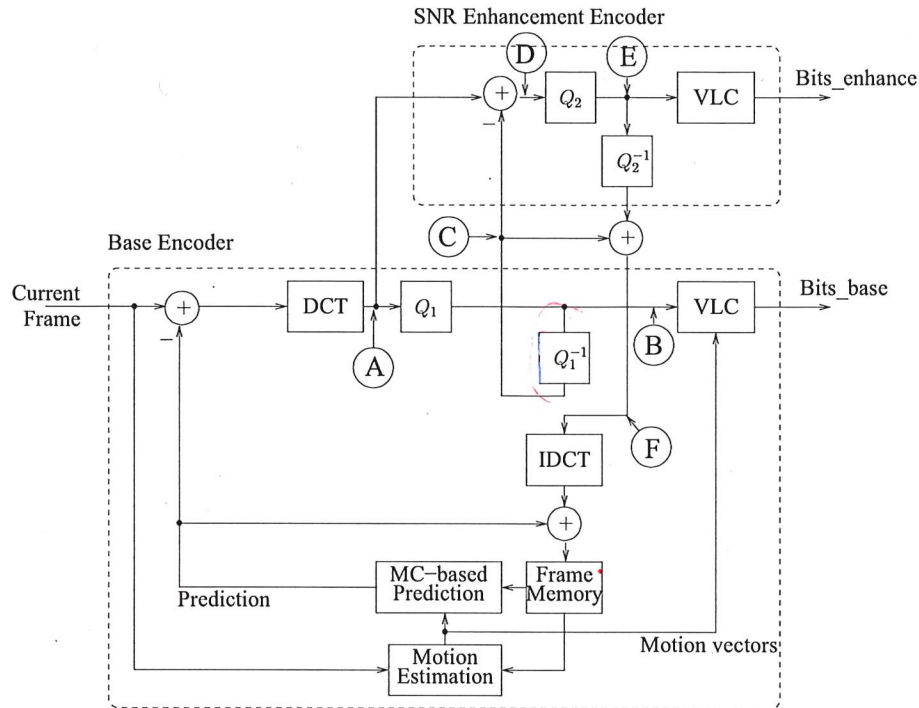 SNR Enhancement Encoder
D
E
+
−
Q₂
VLC
Bits_enhance
Q₂⁻¹
C
+
Base Encoder
Current
Frame
+
−
DCT
Q₁
VLC
Bits_base
A
B
Q₁⁻¹
IDCT
F
+
MC−based
Prediction
Frame
Memory
Prediction
Motion vectors
Motion
Estimation